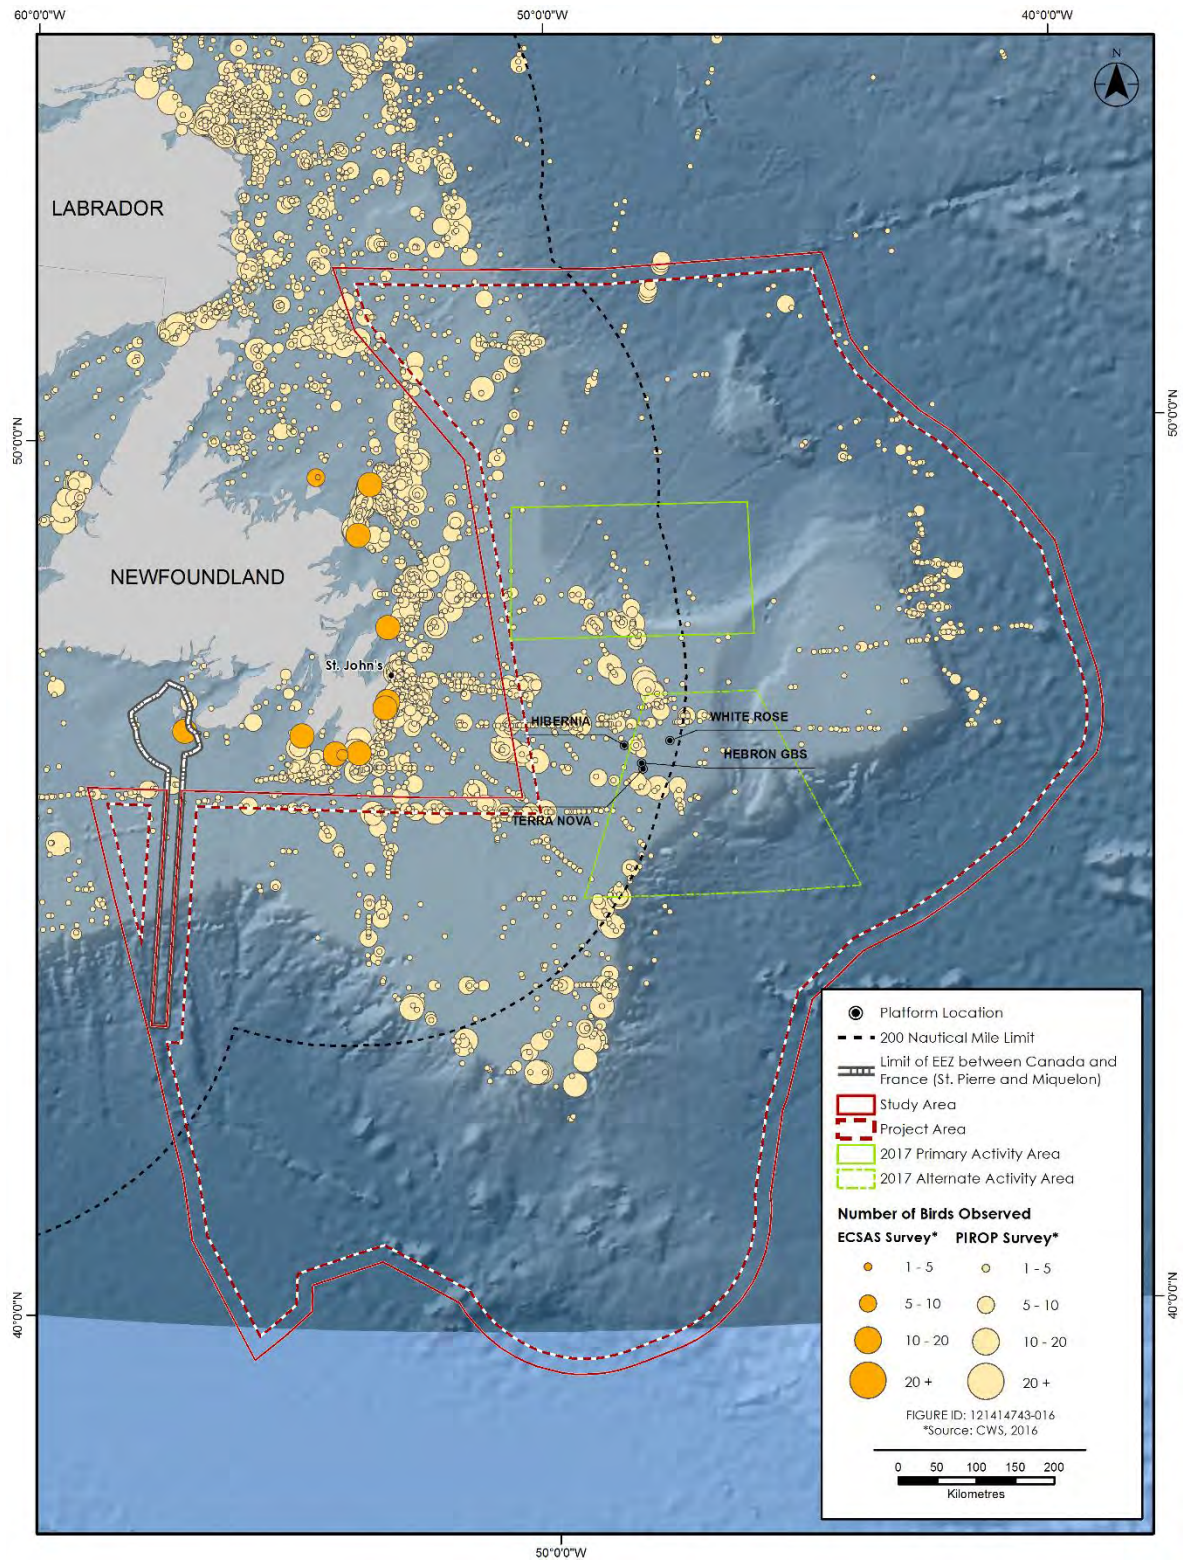 60°0'0"W
50°0'0"W
40°0'0"W
N
LABRADOR
50°0'0"N
50°0'0"N
NEWFOUNDLAND
St. John's
HIBERNIA
WHITE ROSE
HEBRON GBS
TERRA NOVA
Platform Location
200 Nautical Mile Limit
Limit of EEZ between Canada and
France (St. Pierre and Miquelon)
Study Area
Project Area
2017 Primary Activity Area
2017 Alternate Activity Area
Number of Birds Observed
ECSAS Survey* PIROP Survey*
1 - 5 1 - 5
5 - 10 5 - 10
10 - 20 10 - 20
20 + 20 +
FIGURE ID: 121414743-016
*Source: CWS, 2016
0 50 100 150 200
Kilometres
40°0'0"N
40°0'0"N
50°0'0"W